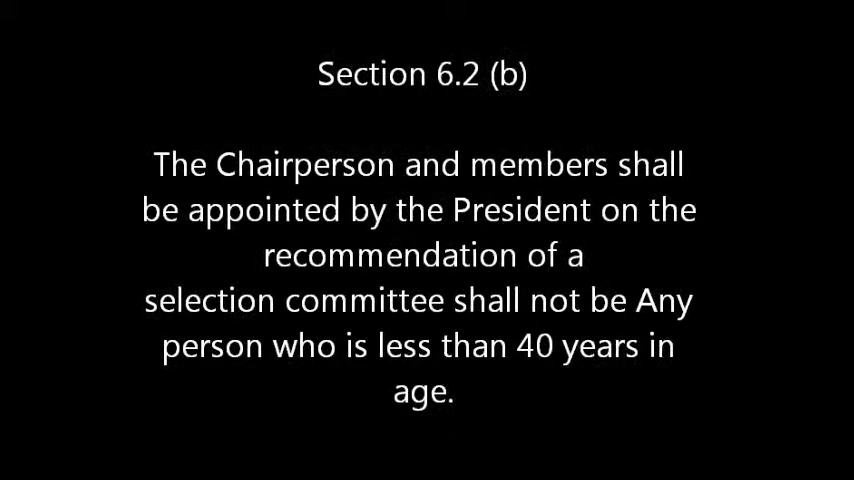 Section 6.2 (b)
The Chairperson and members shall
be appointed by the President on the
recommendation of a
selection committee shall not be Any
person who is less than 40 years in
age.